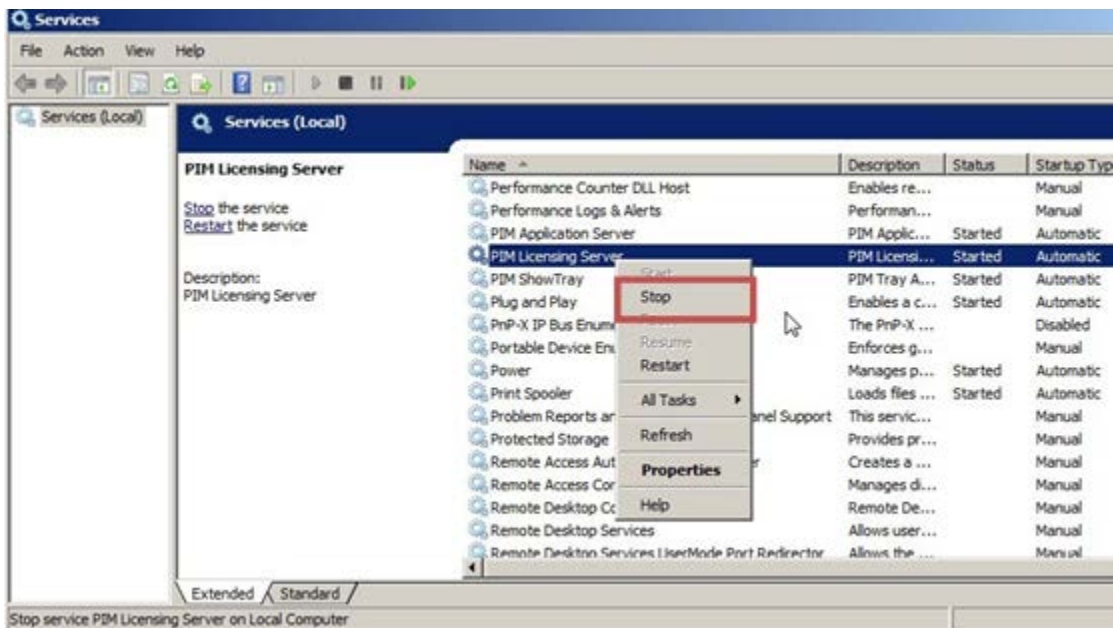 Services
File Action View Help
Services (Local)
Services (Local)
PIM Licensing Server
Stop the service
Restart the service
Description:
PIM Licensing Server
Name Description Status Startup Typ
Performance Counter DLL Host Enables re... Manual
Performance Logs & Alerts Performan... Manual
PIM Application Server PIM Applic... Started Automatic
PIM Licensing Server PIM Licensi... Started Automatic
PIM ShowTray PIM Tray A... Started Automatic
Plug and Play Enables a c... Started Automatic
PnP-X IP Bus Enume The PnP-X ... Disabled
Portable Device Enu Enforces g... Manual
Power Manages p... Started Automatic
Print Spooler Loads files ... Started Automatic
Problem Reports ar anel Support This servic... Manual
Protected Storage Provides pr... Manual
Remote Access Aut r Creates a ... Manual
Remote Access Cor Manages di... Manual
Remote Desktop Co Remote De... Manual
Remote Desktop Services Allows user... Manual
Remote Desktop Services UserMode Port Redirector Allows the ... Manual
Start
Stop
Resume
Restart
All Tasks
Refresh
Properties
Help
Extended Standard
Stop service PIM Licensing Server on Local Computer